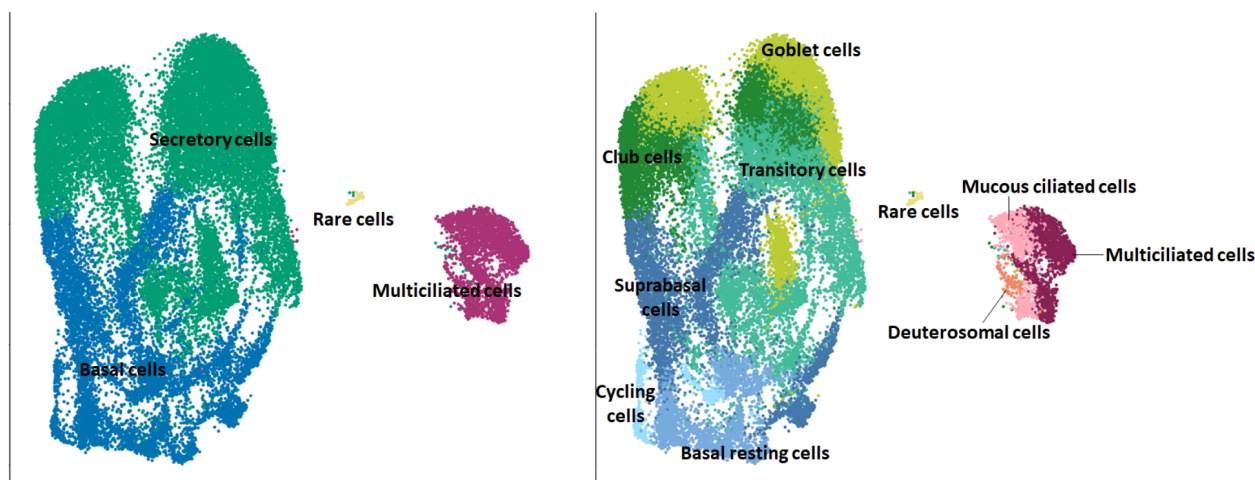 Secretory cells
Rare cells
Multiciliated cells
Basal cells
Goblet cells
Club cells
Transitory cells
Mucous ciliated cells
Rare cells
Multiciliated cells
Suprabasal
cells
Deuterosomal cells
Cycling
cells
Basal resting cells